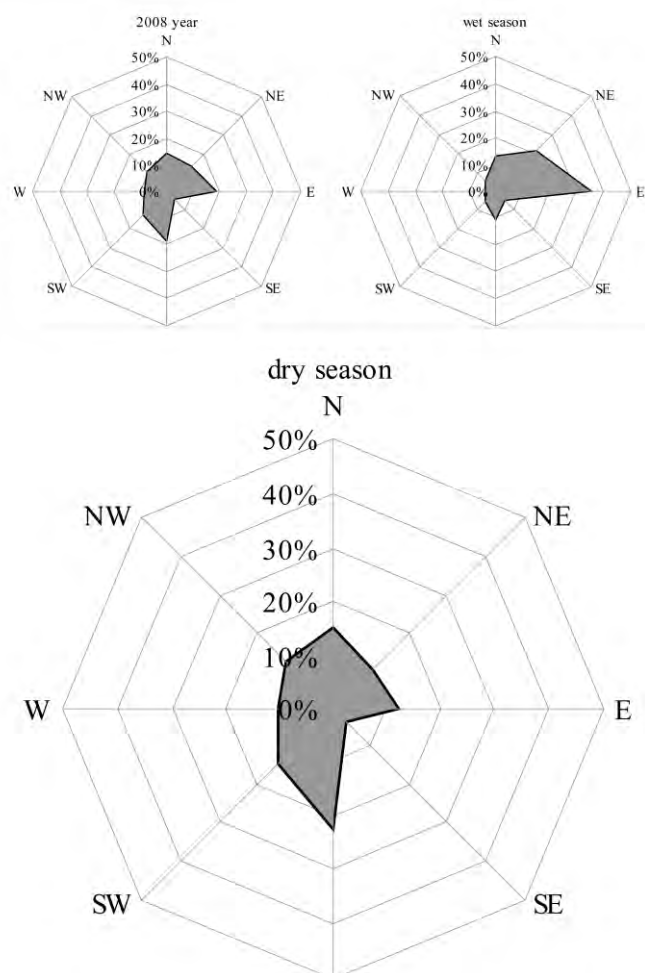 2008 year
N
50%
NW
NE
40%
30%
20%
10%
W
0%
E
SW
SE
wet season
N
50%
NW
NE
40%
30%
20%
10%
W
0%
E
SW
SE
dry season
N
50%
NW
NE
40%
30%
20%
10%
W
0%
E
SW
SE